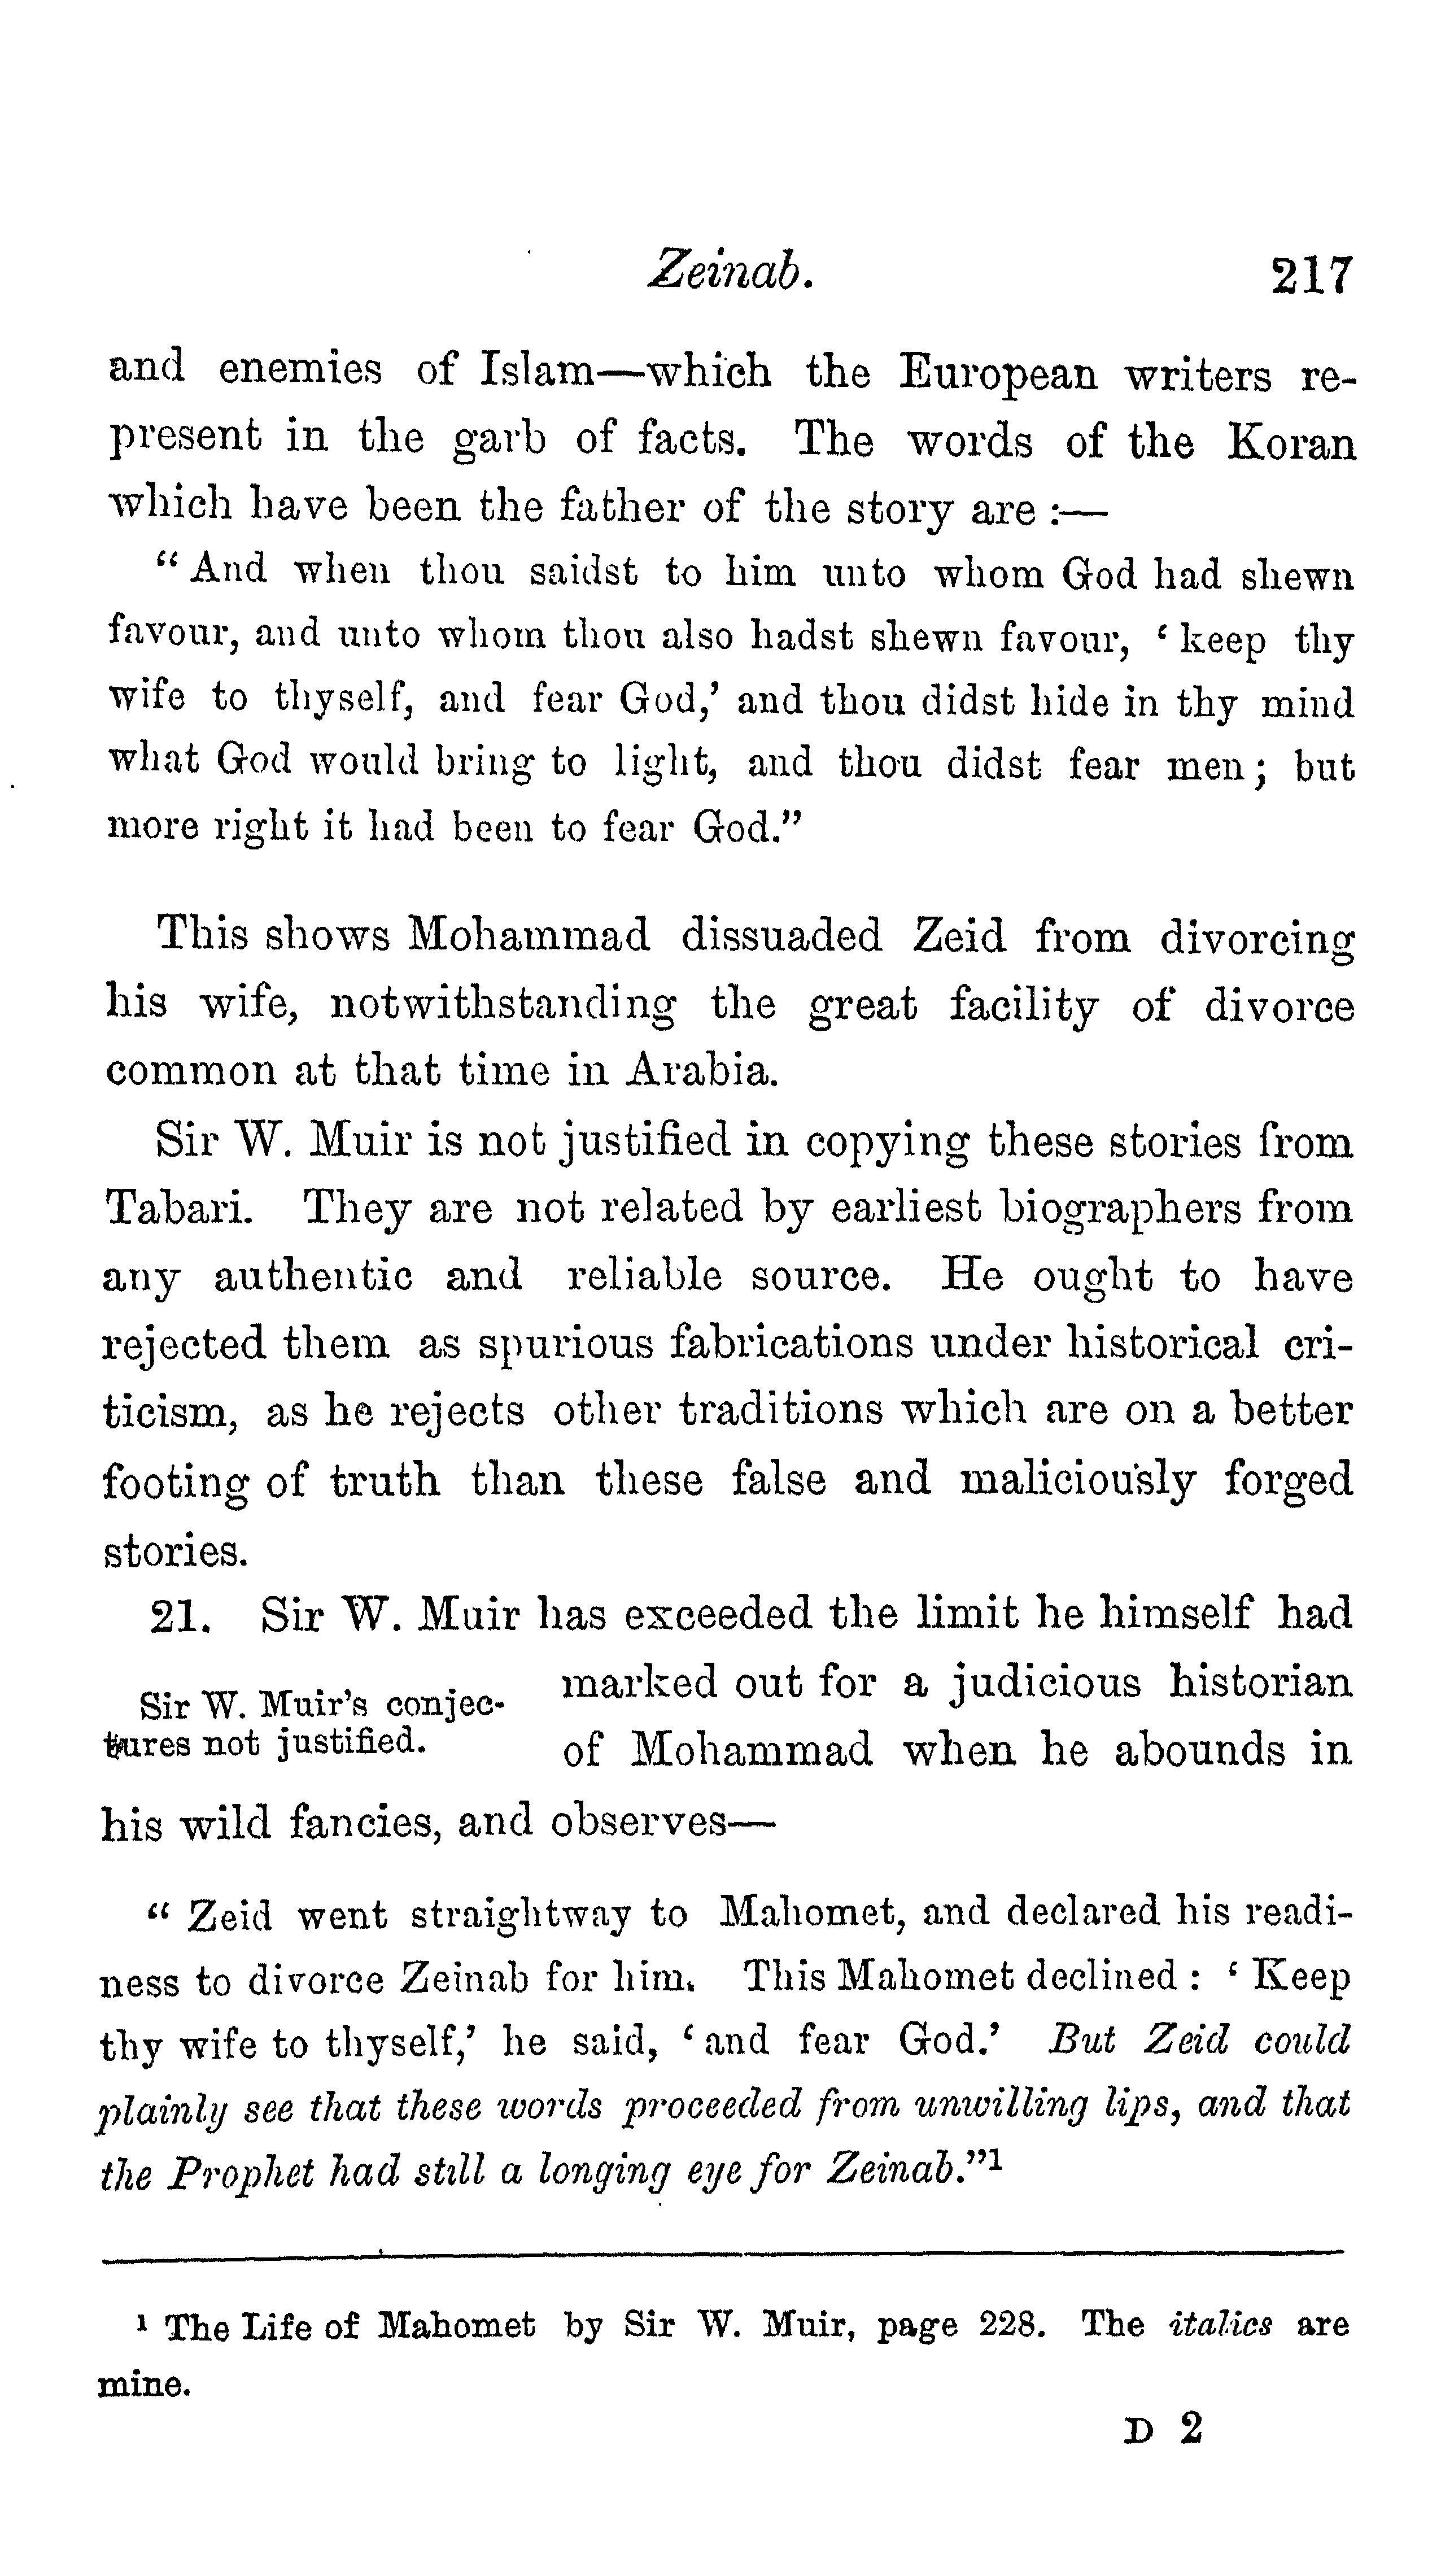 Zeinab. 217
and enemies of Islam—which the European writers re-
present in the garb of facts. The words of the Koran
which have been the father of the story are :—
“ And when thou saidst to him unto whom God had shewn
favour, and unto whom thou also hadst shewn favour, ‘ keep thy
wife to thyself, and fear God,’ and thou didst hide in thy mind
what God would bring to light, and thou didst fear men ; but
more right it had been to fear God.”
This shows Mohammad dissuaded Zeid from divorcing
his wife, notwithstanding the great facility of divorce
common at that time in Arabia.
Sir W. Muir is not justified in copying these stories from
Tabari. They are not related by earliest biographers from
any authentic and reliable source. He ought to have
rejected them as spurious fabrications under historical cri-
ticism, as he rejects other traditions which are on a better
footing of truth than these false and maliciously forged
stories.
21. Sir W. Muir has exceeded the limit he himself had
Sir W. Muir’s conjec-
tures not justified.
marked out for a judicious historian
of Mohammad when he abounds in
his wild fancies, and observes—
“ Zeid went straightway to Mahomet, and declared his readi-
ness to divorce Zeinab for him. This Mahomet declined : ‘ Keep
thy wife to thyself,’ he said, ‘ and fear God.’ But Zeid could
plainly see that these words proceeded from unwilling lips, and that
the Prophet had still a longing eye for Zeinab.”1
1 The Life of Mahomet by Sir W. Muir, page 228. The italics are
mine.
D 2